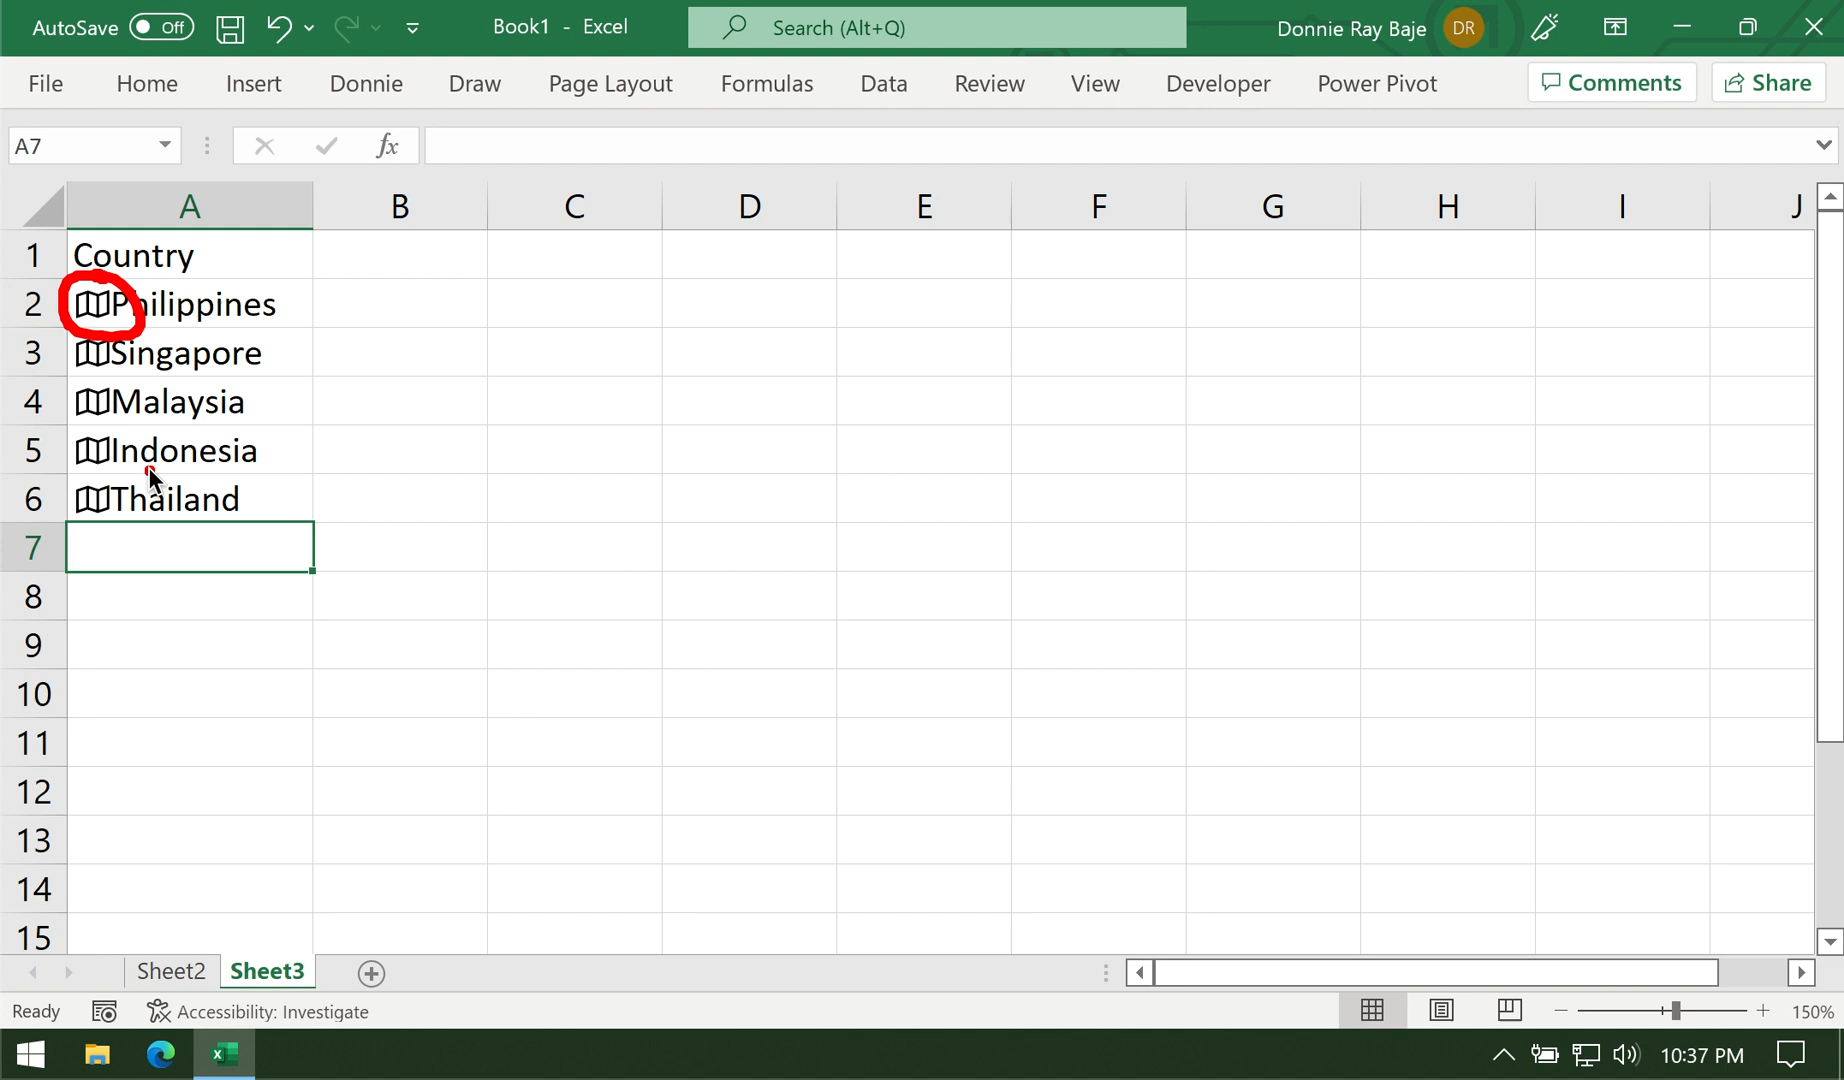 AutoSave Off Book1 - Excel Search (Alt+Q) Donnie Ray Baje DR
File Home Insert Donnie Draw Page Layout Formulas Data Review View Developer Power Pivot Comments Share
A7 fx
A B C D E F G H I J
1 Country
2 Philippines
3 Singapore
4 Malaysia
5 Indonesia
6 Thailand
7
8
9
10
11
12
13
14
15
Sheet2 Sheet3
Ready Accessibility: Investigate 150%
10:37 PM